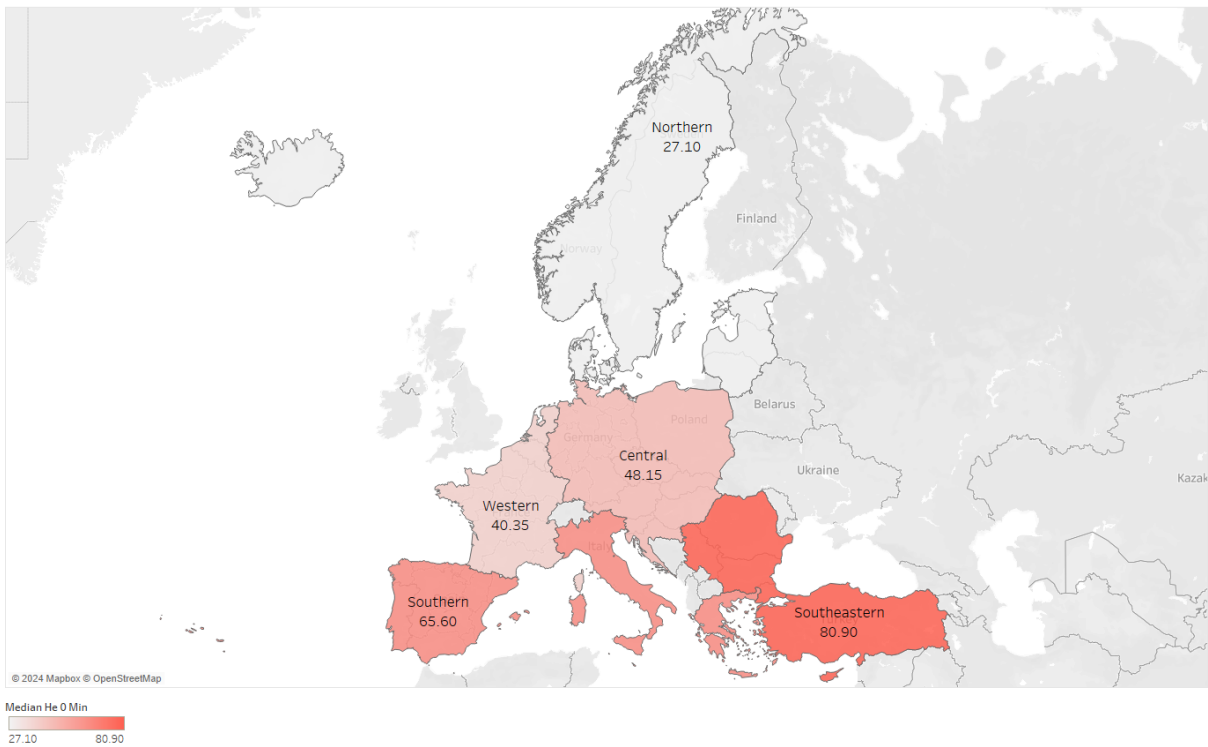 Northern
27.10
Norway
Finland
Belarus
Poland
Germany
Central
48.15
Ukraine
Kazak
Western
40.35
Italy
Southern
65.60
Southeastern
80.90
© 2024 Mapbox © OpenStreetMap
Median He 0 Min
27.10 80.90